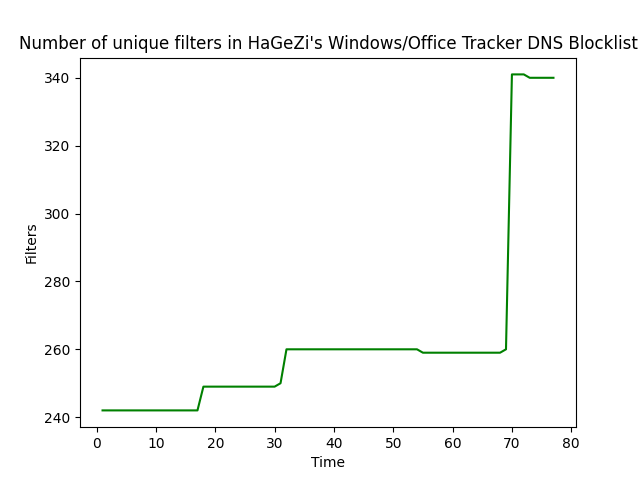 Number of unique filters in HaGeZi's Windows/Office Tracker DNS Blocklist
340
320
300
280
260
240
Filters
0 10 20 30 40 50 60 70 80
Time